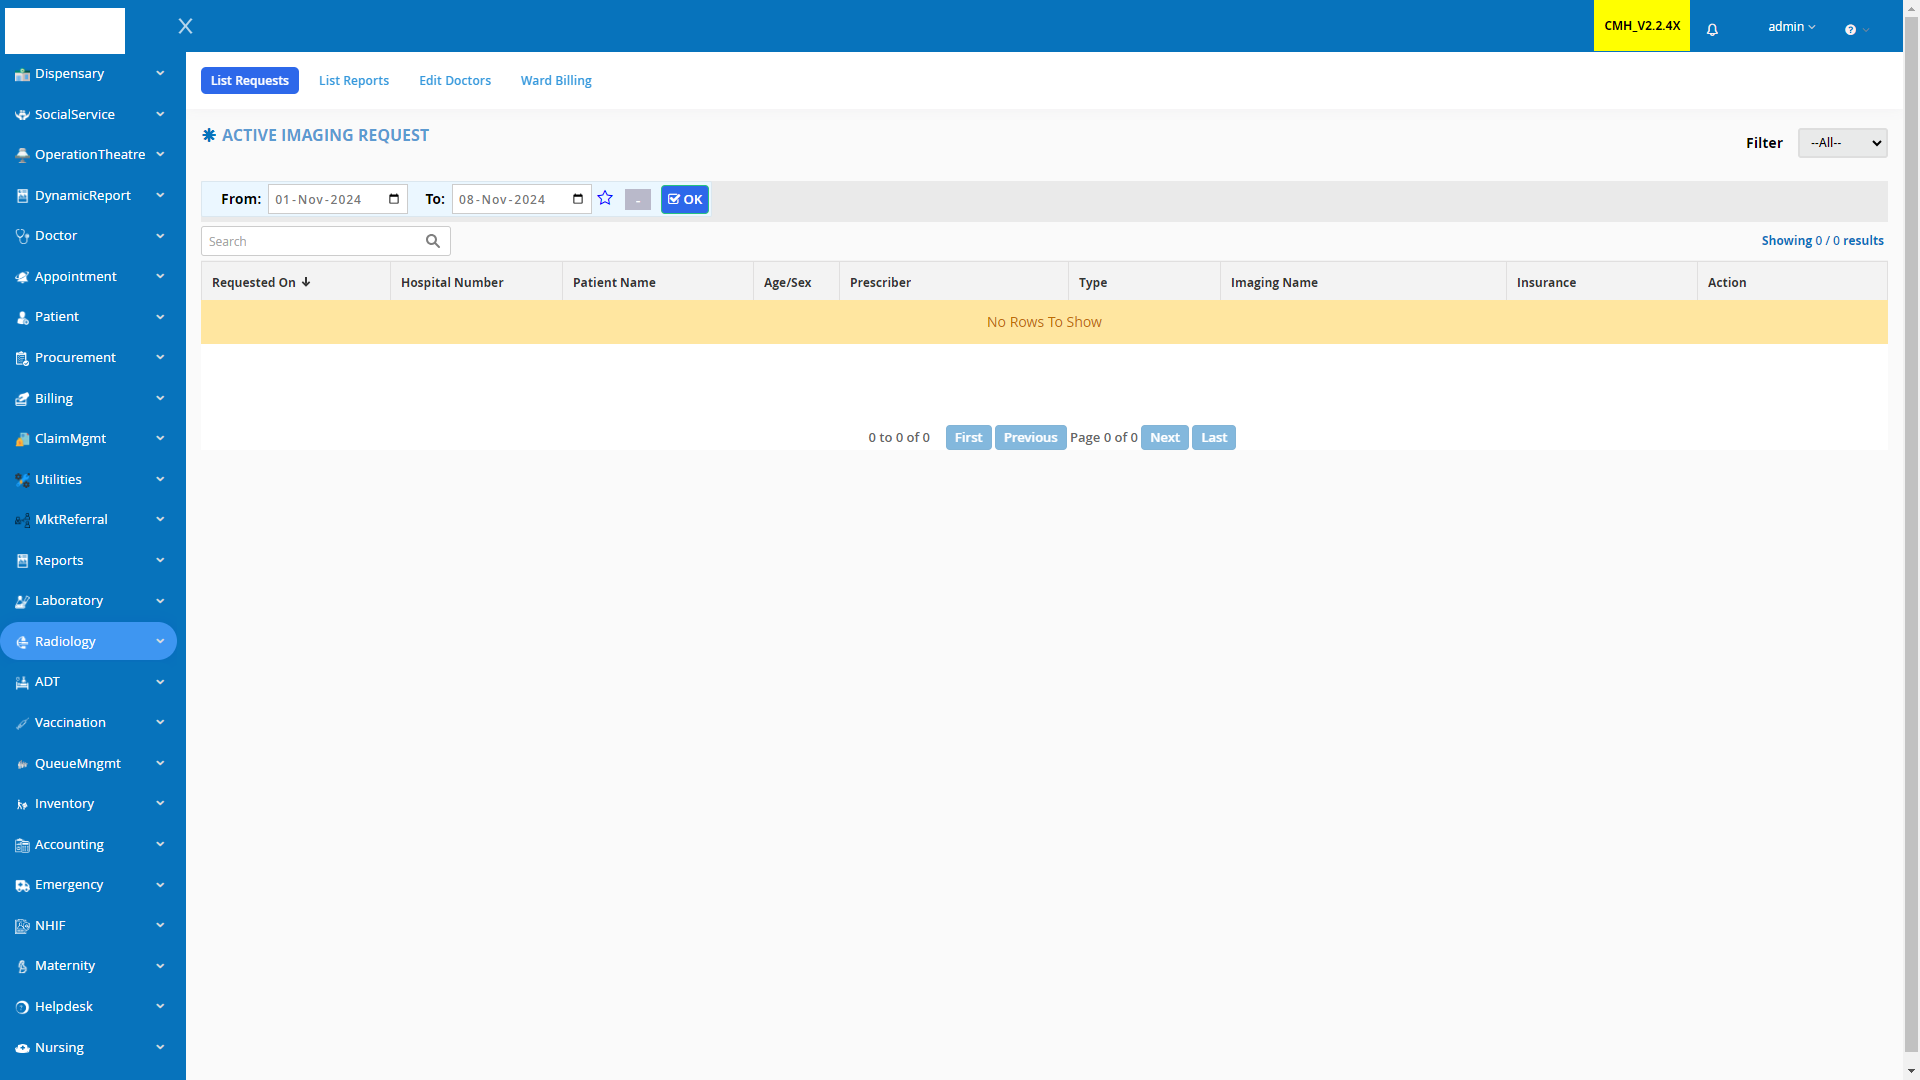 X
CMH_V2.2.4X
admin
Dispensary
SocialService
OperationTheatre
DynamicReport
Doctor
Appointment
Patient
Procurement
Billing
ClaimMgmt
Utilities
MktReferral
Reports
Laboratory
Radiology
ADT
Vaccination
QueueMngmt
Inventory
Accounting
Emergency
NHIF
Maternity
Helpdesk
Nursing
List Requests List Reports Edit Doctors Ward Billing
ACTIVE IMAGING REQUEST
Filter --All--
From: 01-Nov-2024 To: 08-Nov-2024 - OK
Search
Showing 0 / 0 results
Requested On Hospital Number Patient Name Age/Sex Prescriber Type Imaging Name Insurance Action
No Rows To Show
0 to 0 of 0 First Previous Page 0 of 0 Next Last